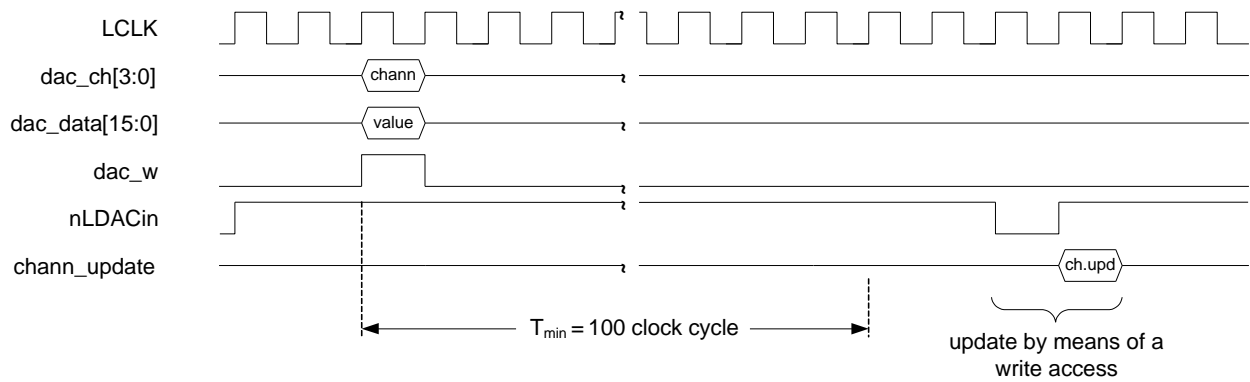 LCLK
dac_ch[3:0]
chann
dac_data[15:0]
value
dac_w
nLDACin
chann_update
ch.upd
Tmin = 100 clock cycle
update by means of a
write access